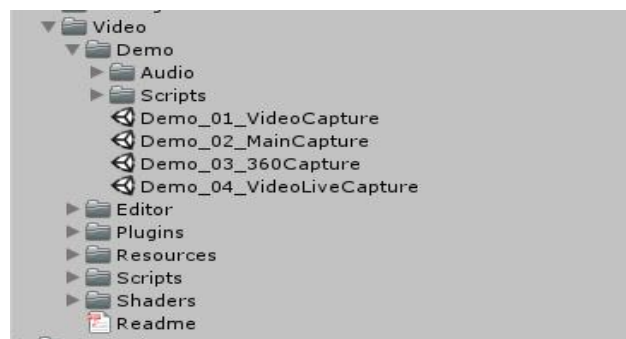 Video
Demo
Audio
Scripts
Demo_01_VideoCapture
Demo_02_MainCapture
Demo_03_360Capture
Demo_04_VideoLiveCapture
Editor
Plugins
Resources
Scripts
Shaders
Readme